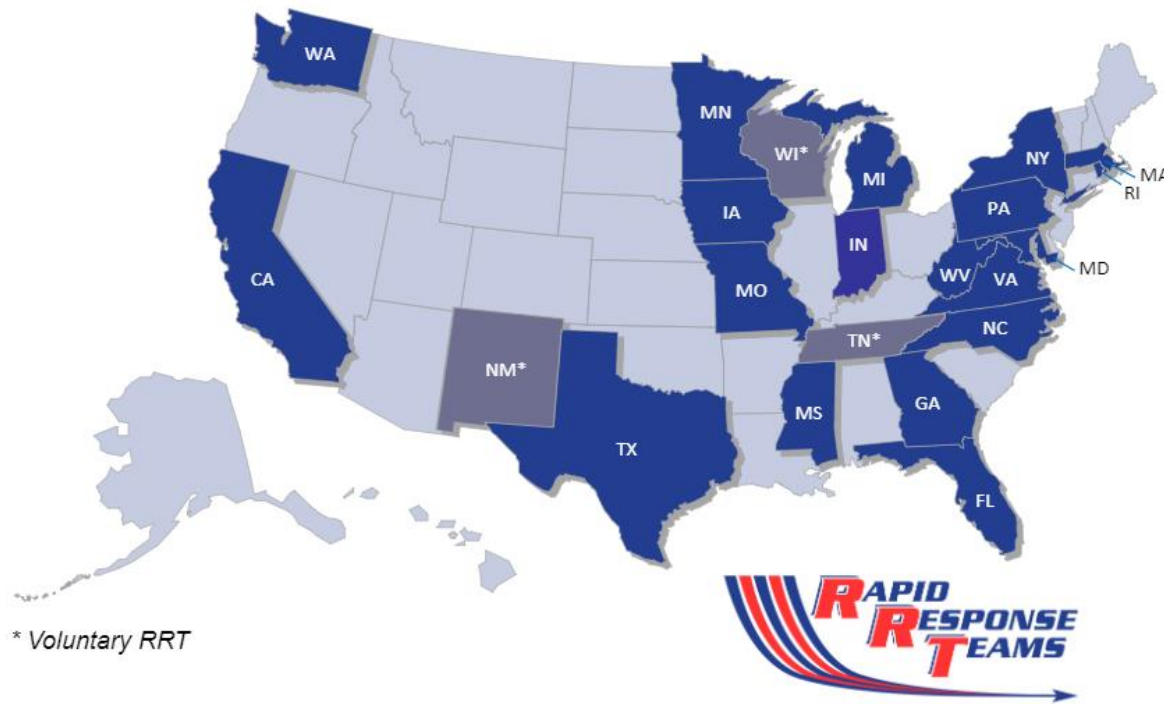 WA
MN
WI*
MI
NY
MA
RI
IA
PA
IN
CA
MO
WV
VA
MD
NC
TN*
NM*
MS
GA
TX
FL
* Voluntary RRT
RAPID
RESPONSE
TEAMS